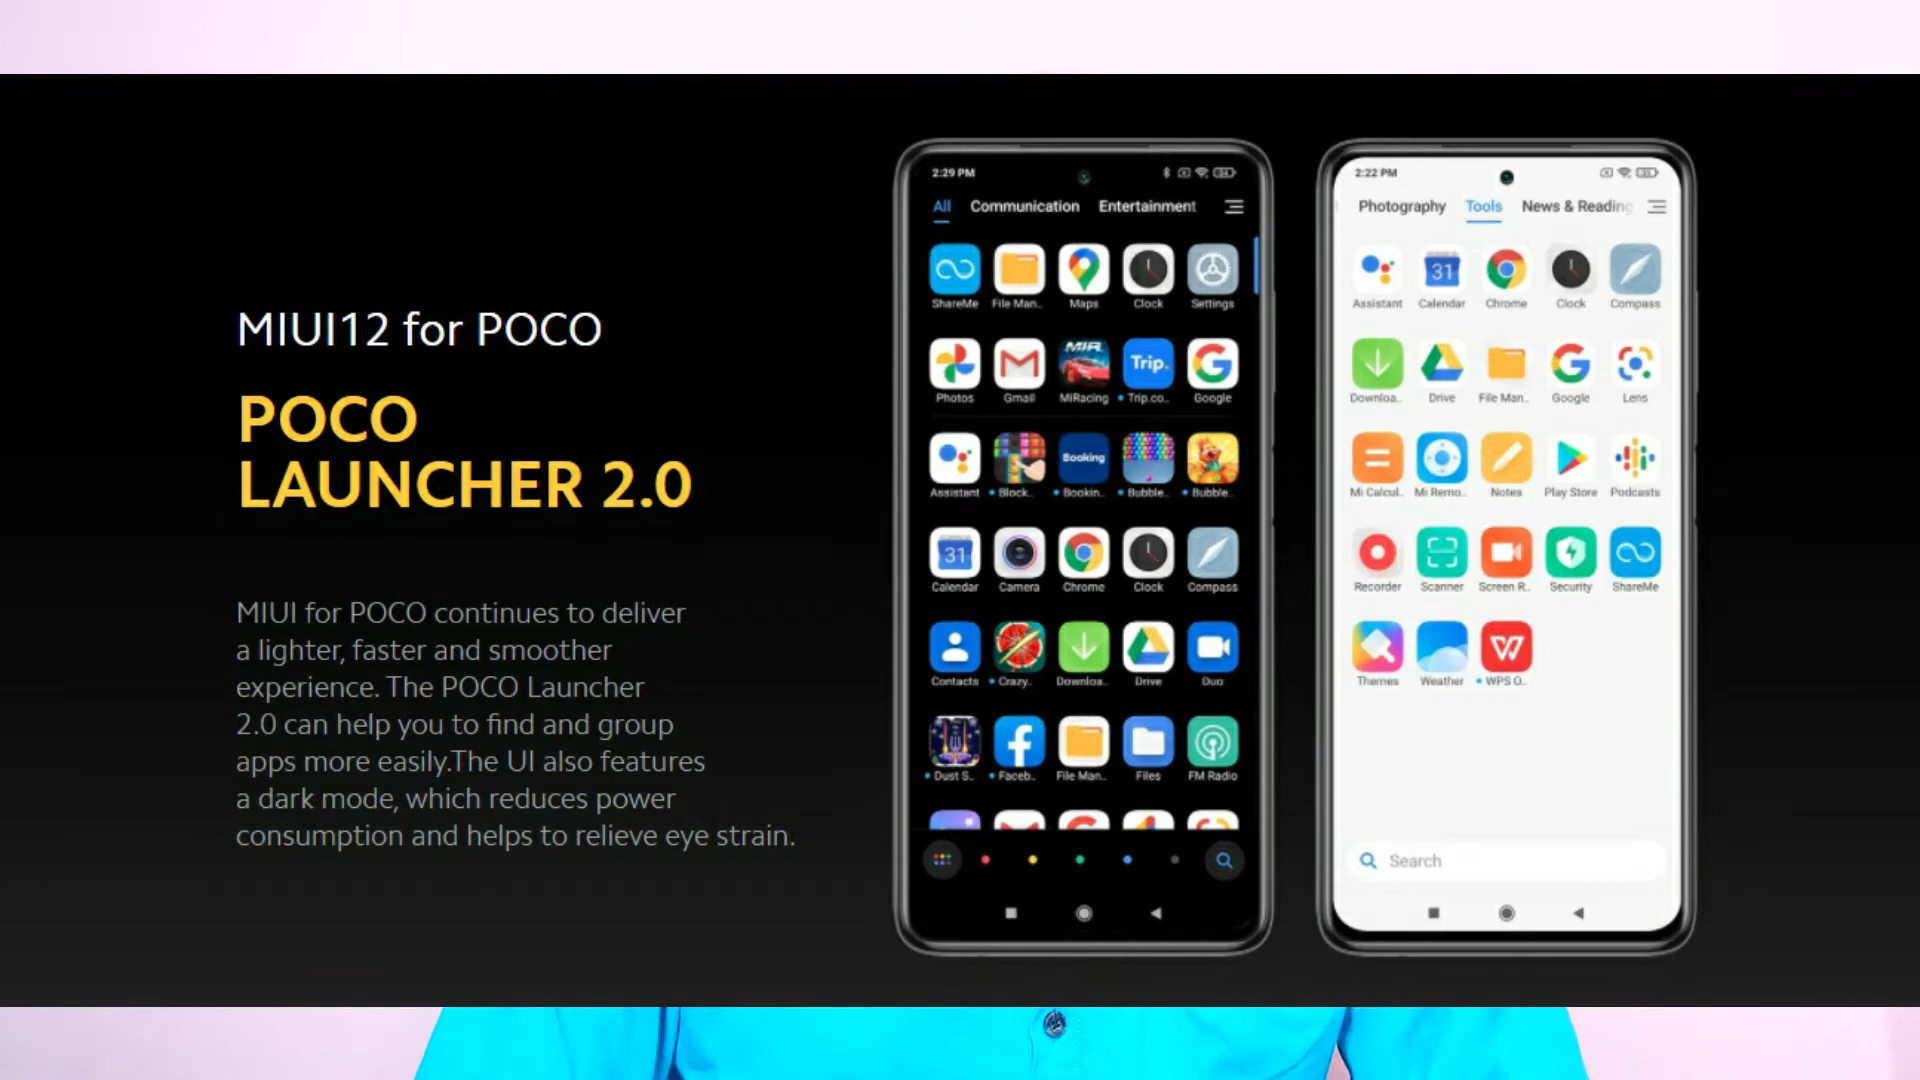 MIUI12 for POCO
POCO
LAUNCHER 2.0
MIUI for POCO continues to deliver
a lighter, faster and smoother
experience. The POCO Launcher
2.0 can help you to find and group
apps more easily.The UI also features
a dark mode, which reduces power
consumption and helps to relieve eye strain.
2:29 PM
All Communication Entertainment
ShareMe File Man.. Maps Clock Settings
MIR
Trip.
Photos Gmail MiRacing Trip.co.. Google
Booking
Assistant Block.. Bookin.. Bubble.. Bubble..
31
Calendar Camera Chrome Clock Compass
Contacts Crazy.. Downloa.. Drive Duo
Dust S.. Faceb.. File Man.. Files FM Radio
2:22 PM
Photography Tools News & Reading
31
Assistant Calendar Chrome Clock Compass
Downloa.. Drive File Man.. Google Lens
Mi Calcul.. Mi Remo.. Notes Play Store Podcasts
Recorder Scanner Screen R.. Security ShareMe
Themes Weather WPS O..
Search